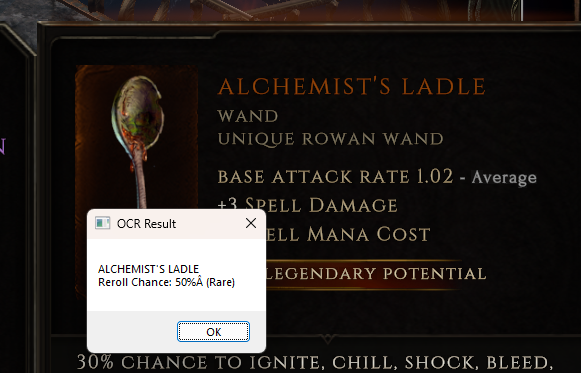 ALCHEMIST'S LADLE
WAND
UNIQUE ROWAN WAND
BASE ATTACK RATE 1.02 - Average
+3 SPELL DAMAGE
ELL MANA COST
LEGENDARY POTENTIAL
30% CHANCE TO IGNITE, CHILL, SHOCK, BLEED,
N
OCR Result
ALCHEMIST'S LADLE
Reroll Chance: 50%Â (Rare)
OK